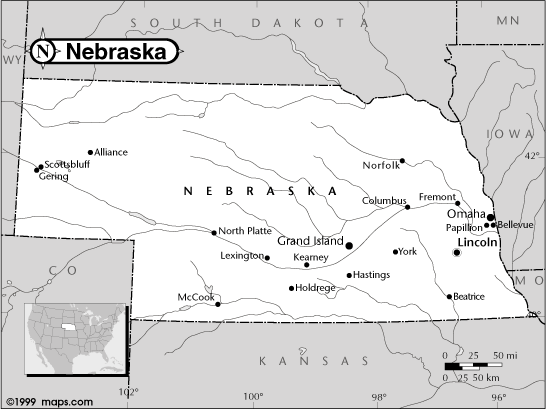 SOUTH DAKOTA
MN
N Nebraska
WY
IOWA
42°
Alliance
Scottsbluff
Gering
Norfolk
NEBRASKA
Columbus
Fremont
Omaha
Papillion
Bellevue
North Platte
Grand Island
Lincoln
Lexington
Kearney
York
CO
Hastings
MO
Holdrege
McCook
Beatrice
40°
KANSAS
0 25 50 mi
0 25 50 km
102°
100°
98°
96°
©1999 maps.com